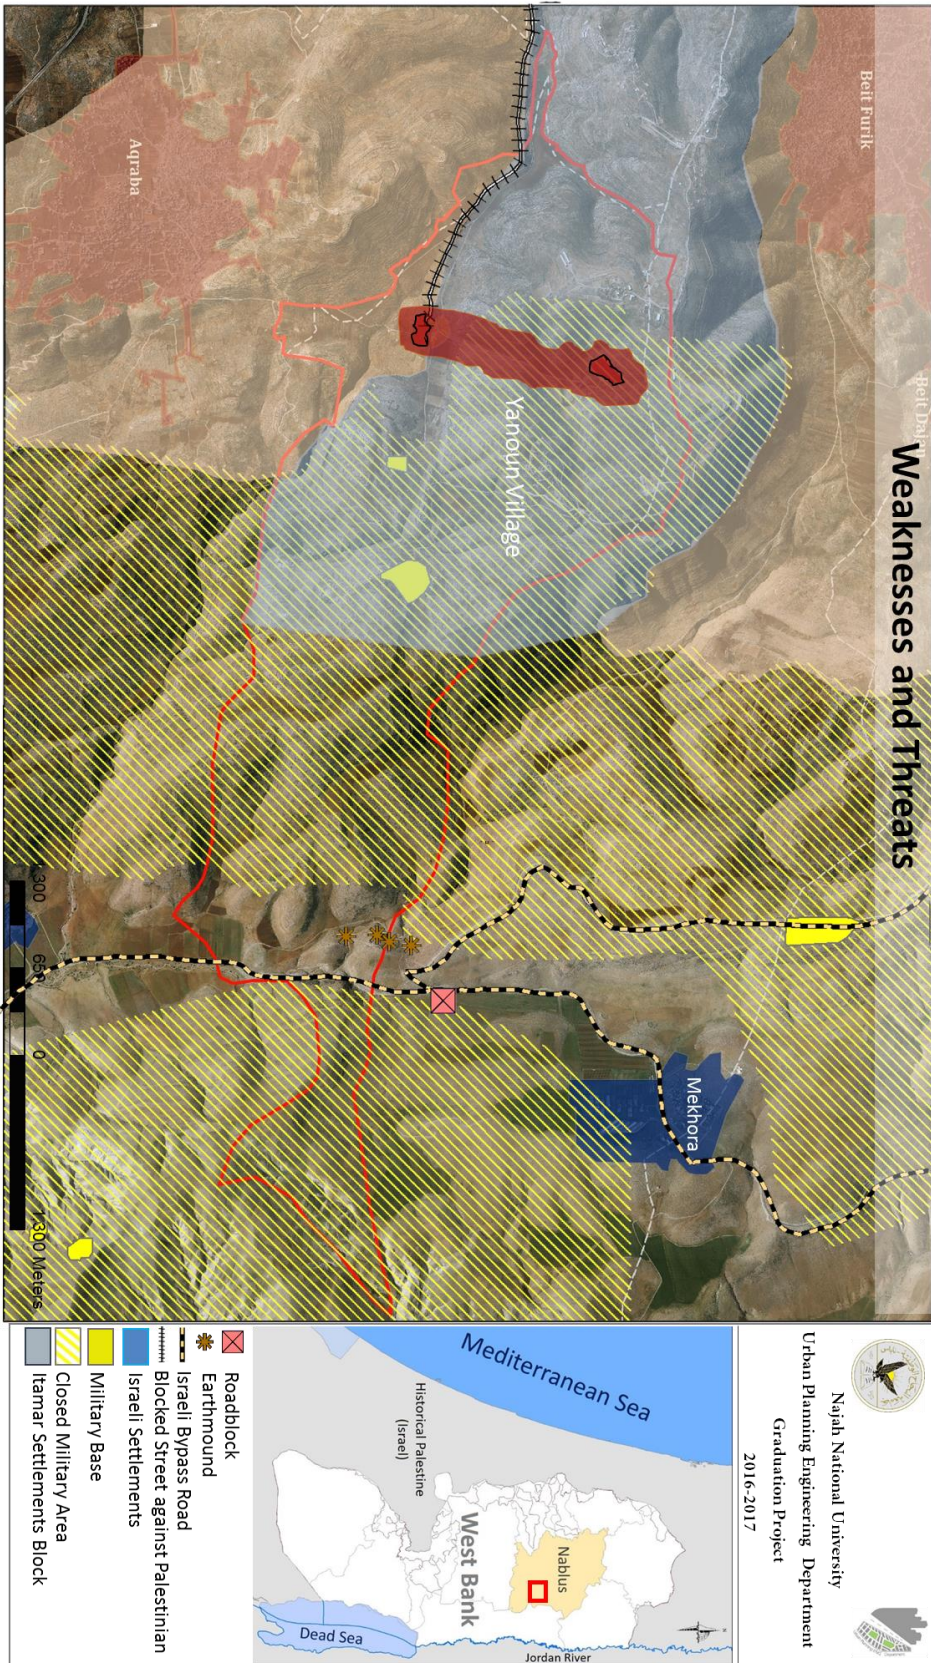 Weaknesses and Threats
Beit Furik
Beit Dajan
Aqraba
Yanoun Village
Mekhora
1,300
650
0
1,300 Meters
Najah National University
Urban Planning Engineering Department
Graduation Project
2016-2017
Mediterranean Sea
Historical Palestine
(Israel)
West Bank
Nablus
Dead Sea
Jordan River
Roadblock
Earthmound
Israeli Bypass Road
Blocked Street against Palestinian
Israeli Settlements
Military Base
Closed Military Area
Itamar Settlements Block